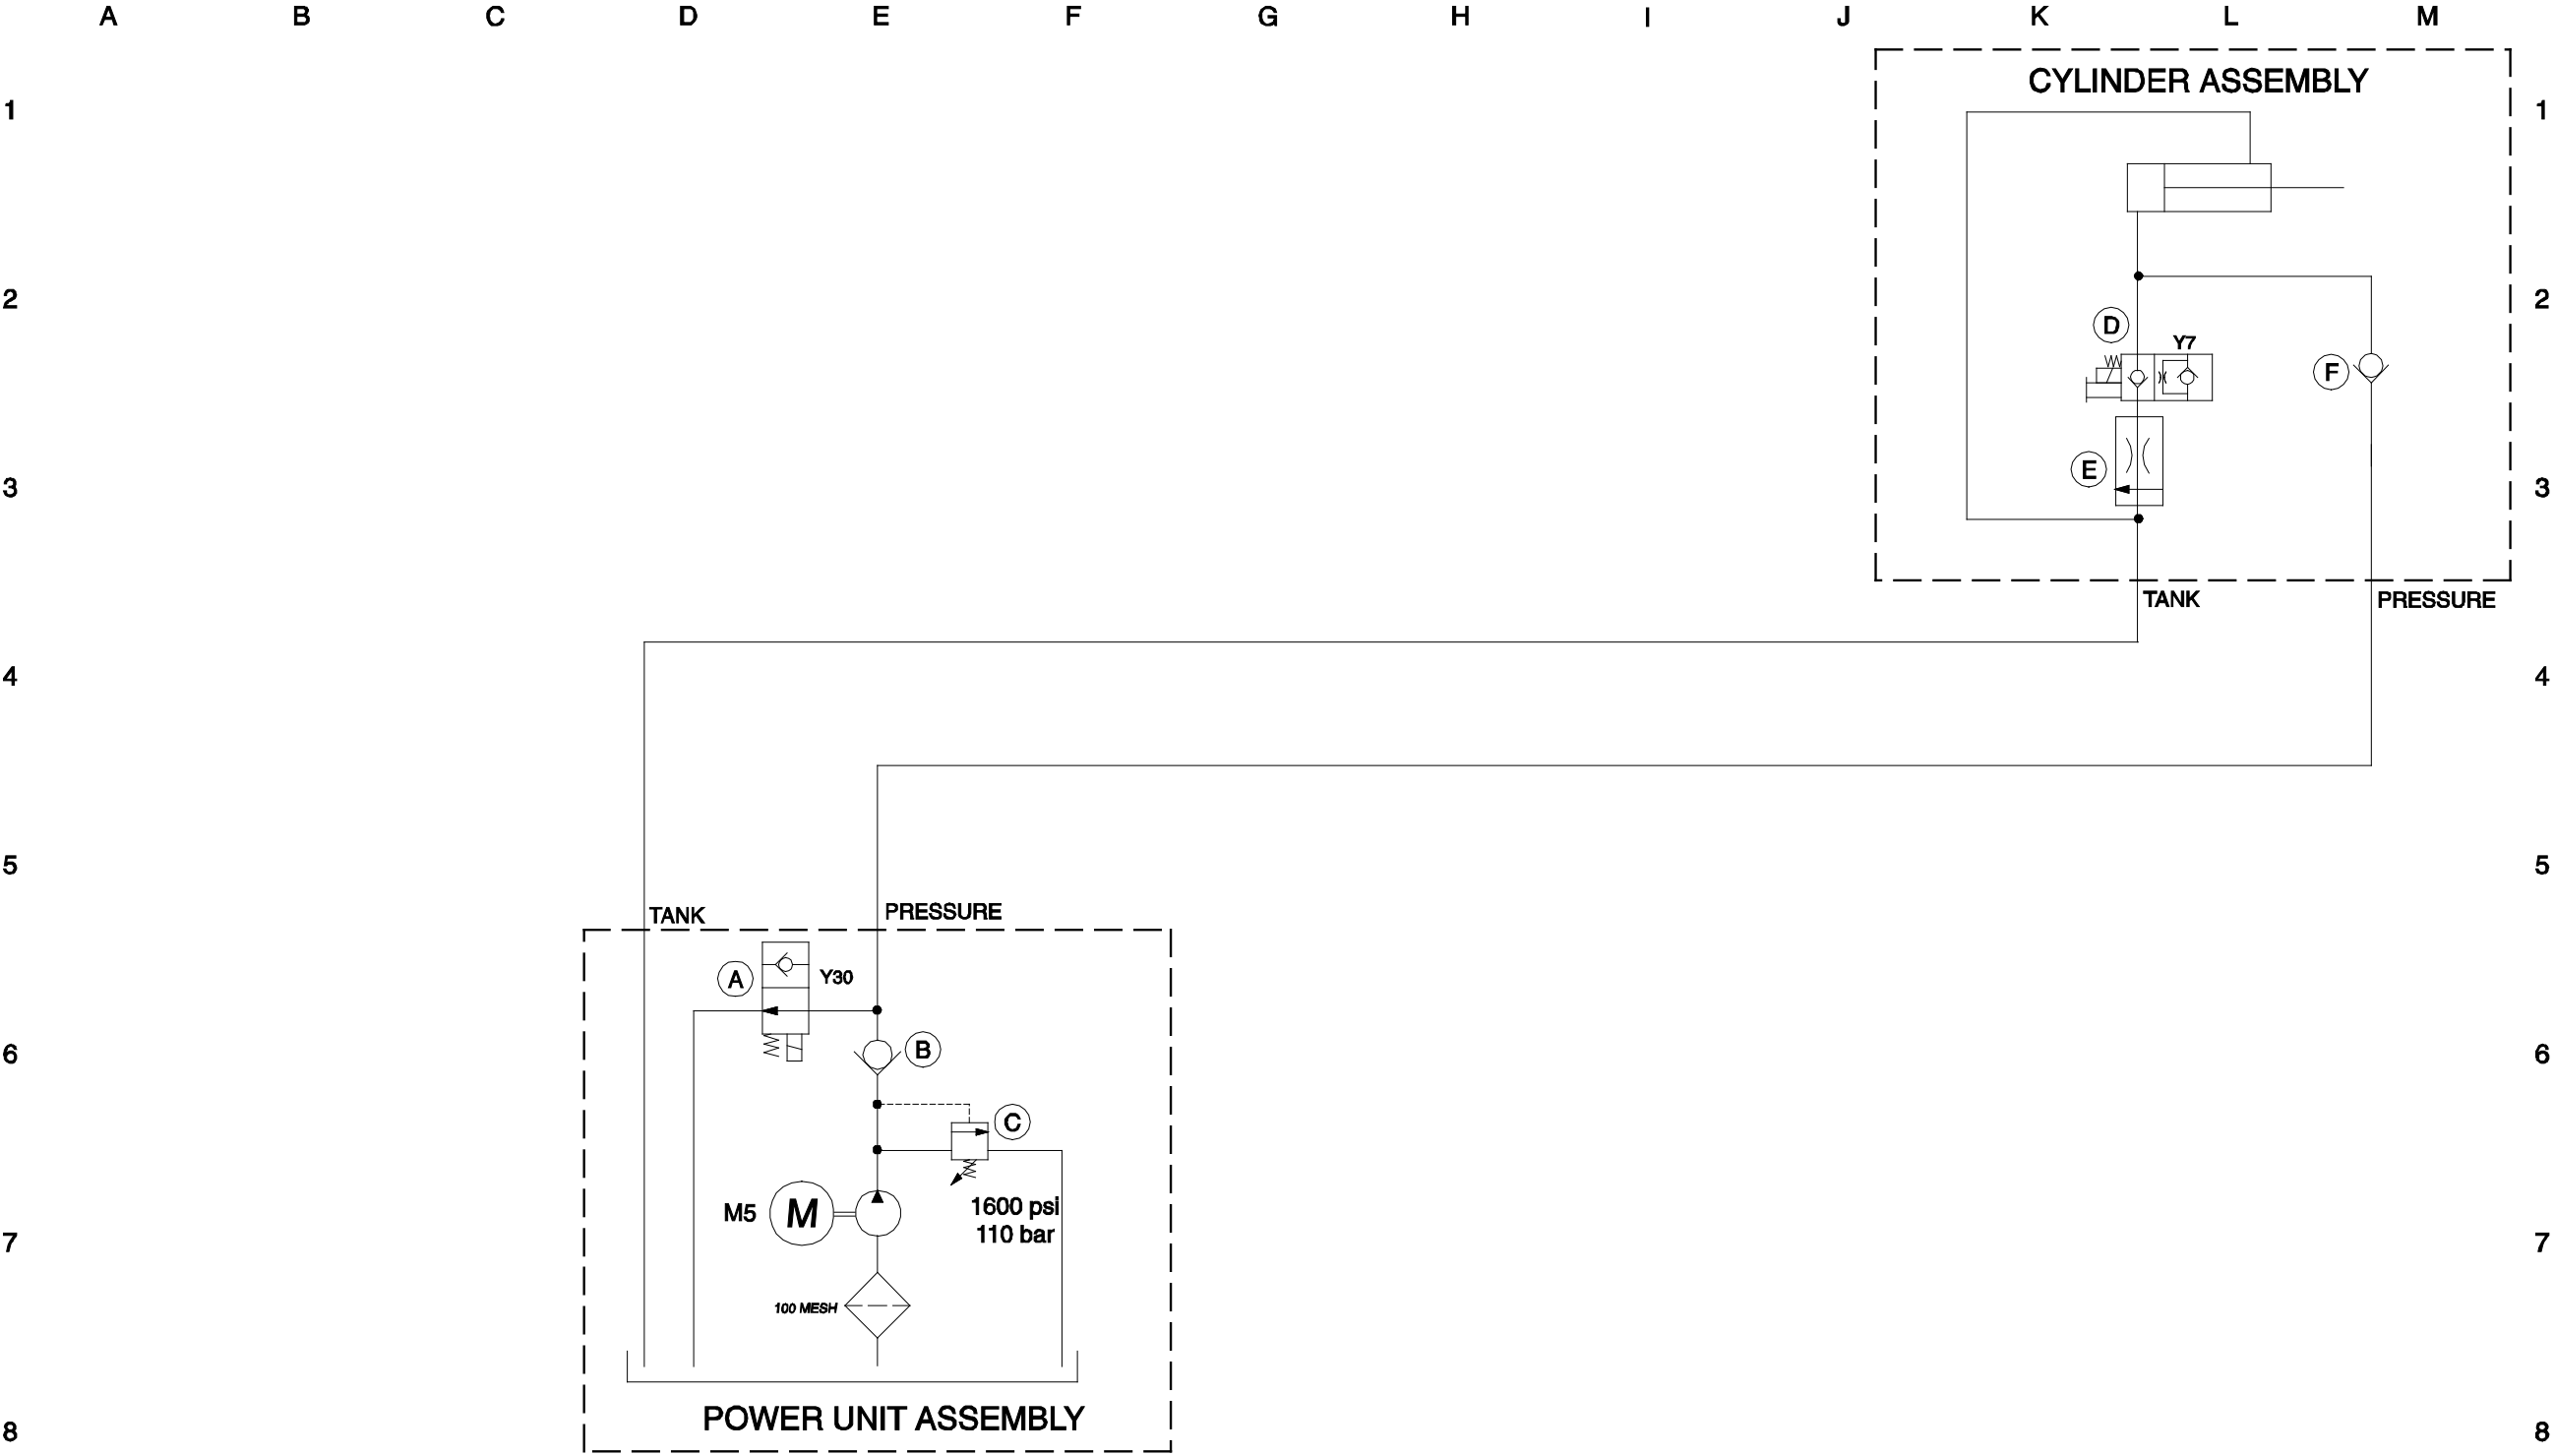 A B C D E F G H I J K L M
CYLINDER ASSEMBLY
1 1
2 2
D
Y7
F
E
3 3
TANK PRESSURE
4 4
5 5
TANK PRESSURE
A Y30
B
6 6
C
1600 psi
110 bar
M5 M
7 7
100 MESH
POWER UNIT ASSEMBLY
8 8